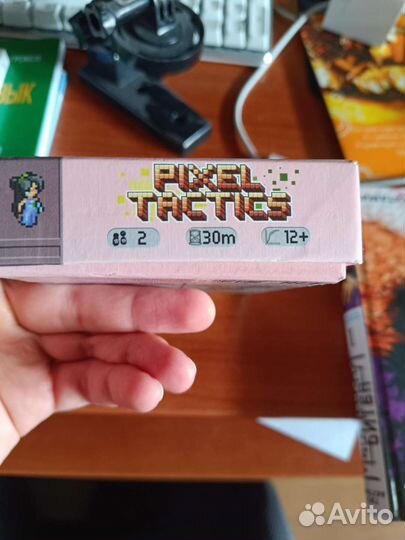 ЫК
PIXEL
TACTICS
2 30m 12+
Avito